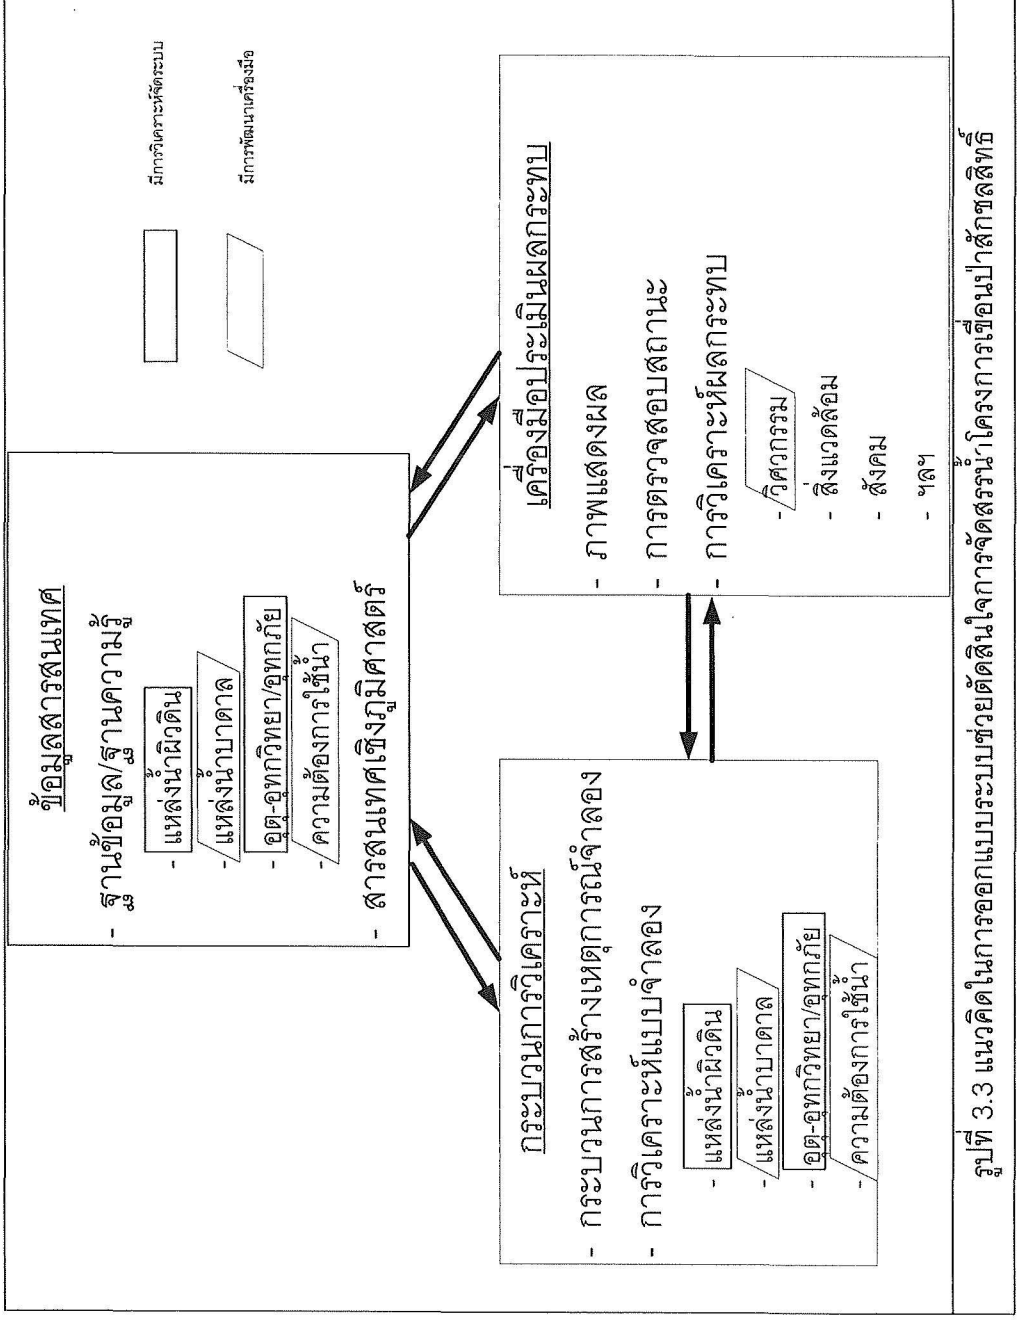 ข้อมูลสารสนเทศ
- ฐานข้อมูล/ฐานความรู้
- แหล่งน้ำผิวดิน
- แหล่งน้ำบาดาล
- อุตุ-อุทกวิทยา/อุทกภัย
- ความต้องการใช้น้ำ
- สารสนเทศเชิงภูมิศาสตร์
มีการวิเคราะห์จัดระบบ
มีการพัฒนาเครื่องมือ
กระบวนการวิเคราะห์
- กระบวนการสร้างเหตุการณ์จำลอง
- การวิเคราะห์แบบจำลอง
- แหล่งน้ำผิวดิน
- แหล่งน้ำบาดาล
- อุตุ-อุทกวิทยา/อุทกภัย
- ความต้องการใช้น้ำ
เครื่องมือประเมินผลกระทบ
- ภาพแสดงผล
- การตรวจสอบสถานะ
- การวิเคราะห์ผลกระทบ
- วิศวกรรม
- สิ่งแวดล้อม
- สังคม
- ฯลฯ
รูปที่ 3.3 แนวคิดในการออกแบบระบบช่วยตัดสินใจการจัดสรรน้ำโครงการเขื่อนป่าสักชลสิทธิ์